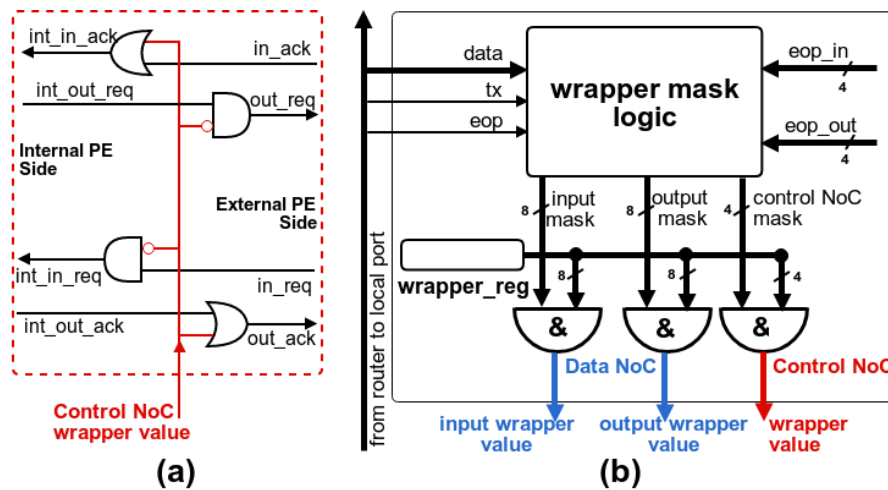 int_in_ack
in_ack
int_out_req
out_req
Internal PE
Side
External PE
Side
int_in_req
in_req
int_out_ack
out_ack
Control NoC
wrapper value
(a)
from router to local port
data
tx
eop
wrapper mask
logic
eop_in
4
eop_out
4
8
input
mask
8
output
mask
4
control NoC
mask
wrapper_reg
8
8
4
&
&
&
Data NoC
Control NoC
input wrapper
value
output wrapper
value
wrapper
value
(b)